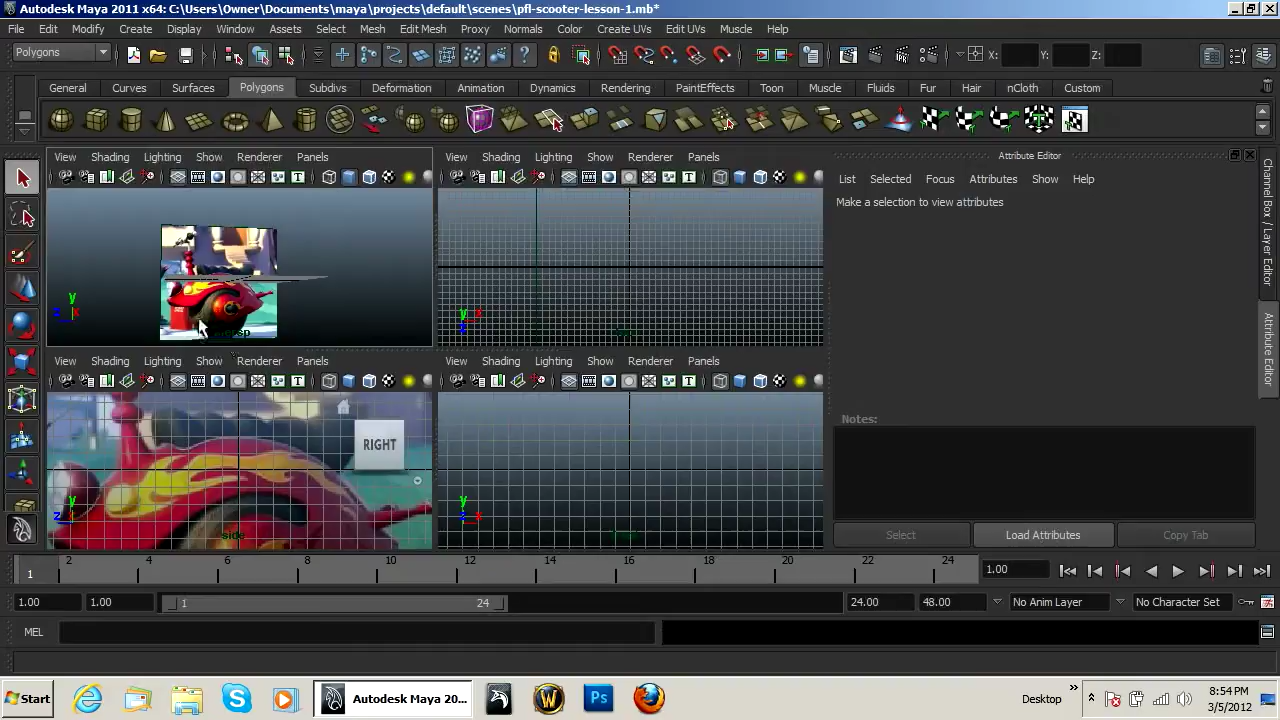 Autodesk Maya 2011 x64: C:\Users\Owner\Documents\maya\projects\default\scenes\pfl-scooter-lesson-1.mb*
File Edit Modify Create Display Window Assets Select Mesh Edit Mesh Proxy Normals Color Create UVs Edit UVs Muscle Help
Polygons X: Y: Z:
General Curves Surfaces Polygons Subdivs Deformation Animation Dynamics Rendering PaintEffects Toon Muscle Fluids Fur Hair nCloth Custom
View Shading Lighting Show Renderer Panels
View Shading Lighting Show Renderer Panels
Attribute Editor
List Selected Focus Attributes Show Help
Make a selection to view attributes
Channel Box / Layer Editor
Attribute Editor
y
x
View Shading Lighting Show Renderer Panels
View Shading Lighting Show Renderer Panels
RIGHT
y
z
side
y
x
Notes:
Select Load Attributes Copy Tab
1 2 4 6 8 10 12 14 16 18 20 22 24 1.00
1.00 1.00 1 24 24.00 48.00 No Anim Layer No Character Set
MEL
Start Autodesk Maya 20... W Ps Desktop » 8:54 PM
3/5/2012